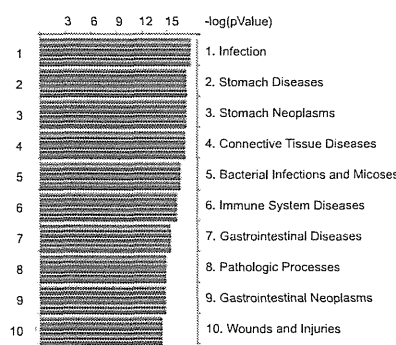 3 6 9 12 15 -log(pValue)
1 1. Infection
2 2. Stomach Diseases
3 3. Stomach Neoplasms
4 4. Connective Tissue Diseases
5 5. Bacterial Infections and Micoses
6 6. Immune System Diseases
7 7. Gastrointestinal Diseases
8 8. Pathologic Processes
9 9. Gastrointestinal Neoplasms
10 10. Wounds and Injuries